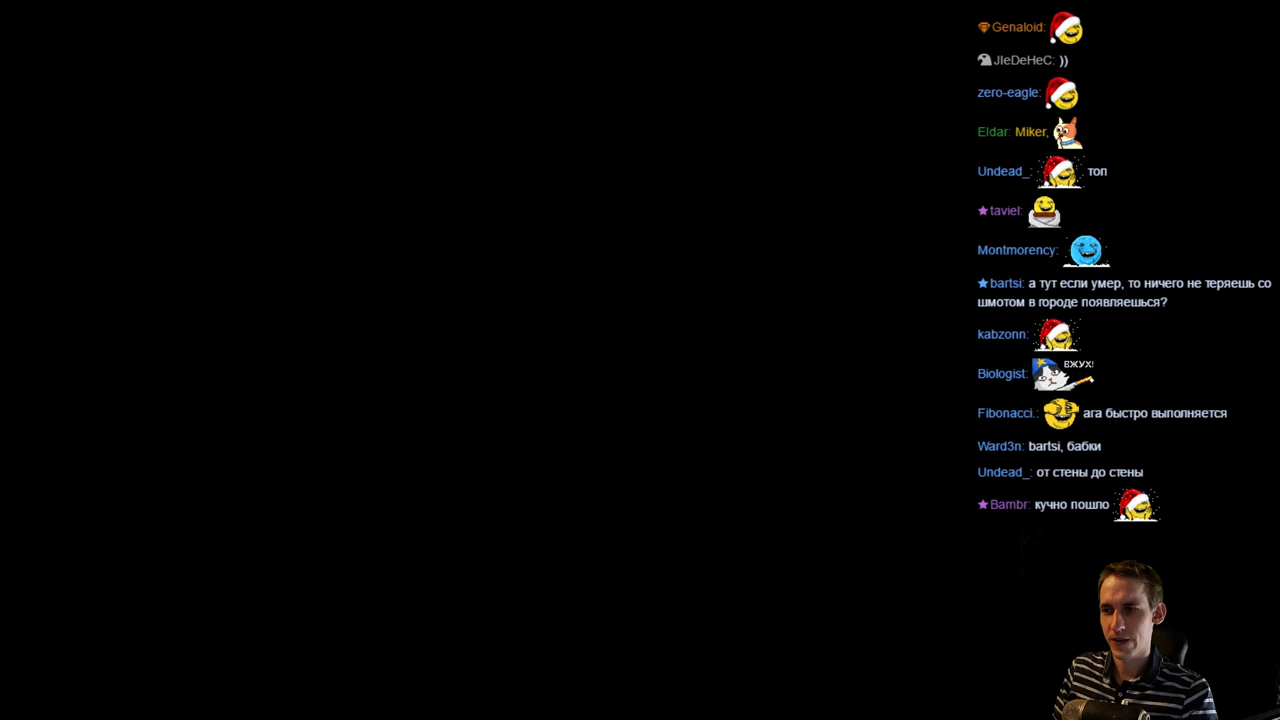 Genaloid:
JIeDeHeC: ))
zero-eagle:
Eldar: Miker,
Undead_: топ
taviel:
Montmorency:
bartsi: а тут если умер, то ничего не теряешь со
шмотом в городе появляешься?
kabzonn:
Biologist: ВЖУХ!
Fibonacci.: ага быстро выполняется
Ward3n: bartsi, бабки
Undead_: от стены до стены
Bambr: кучно пошло